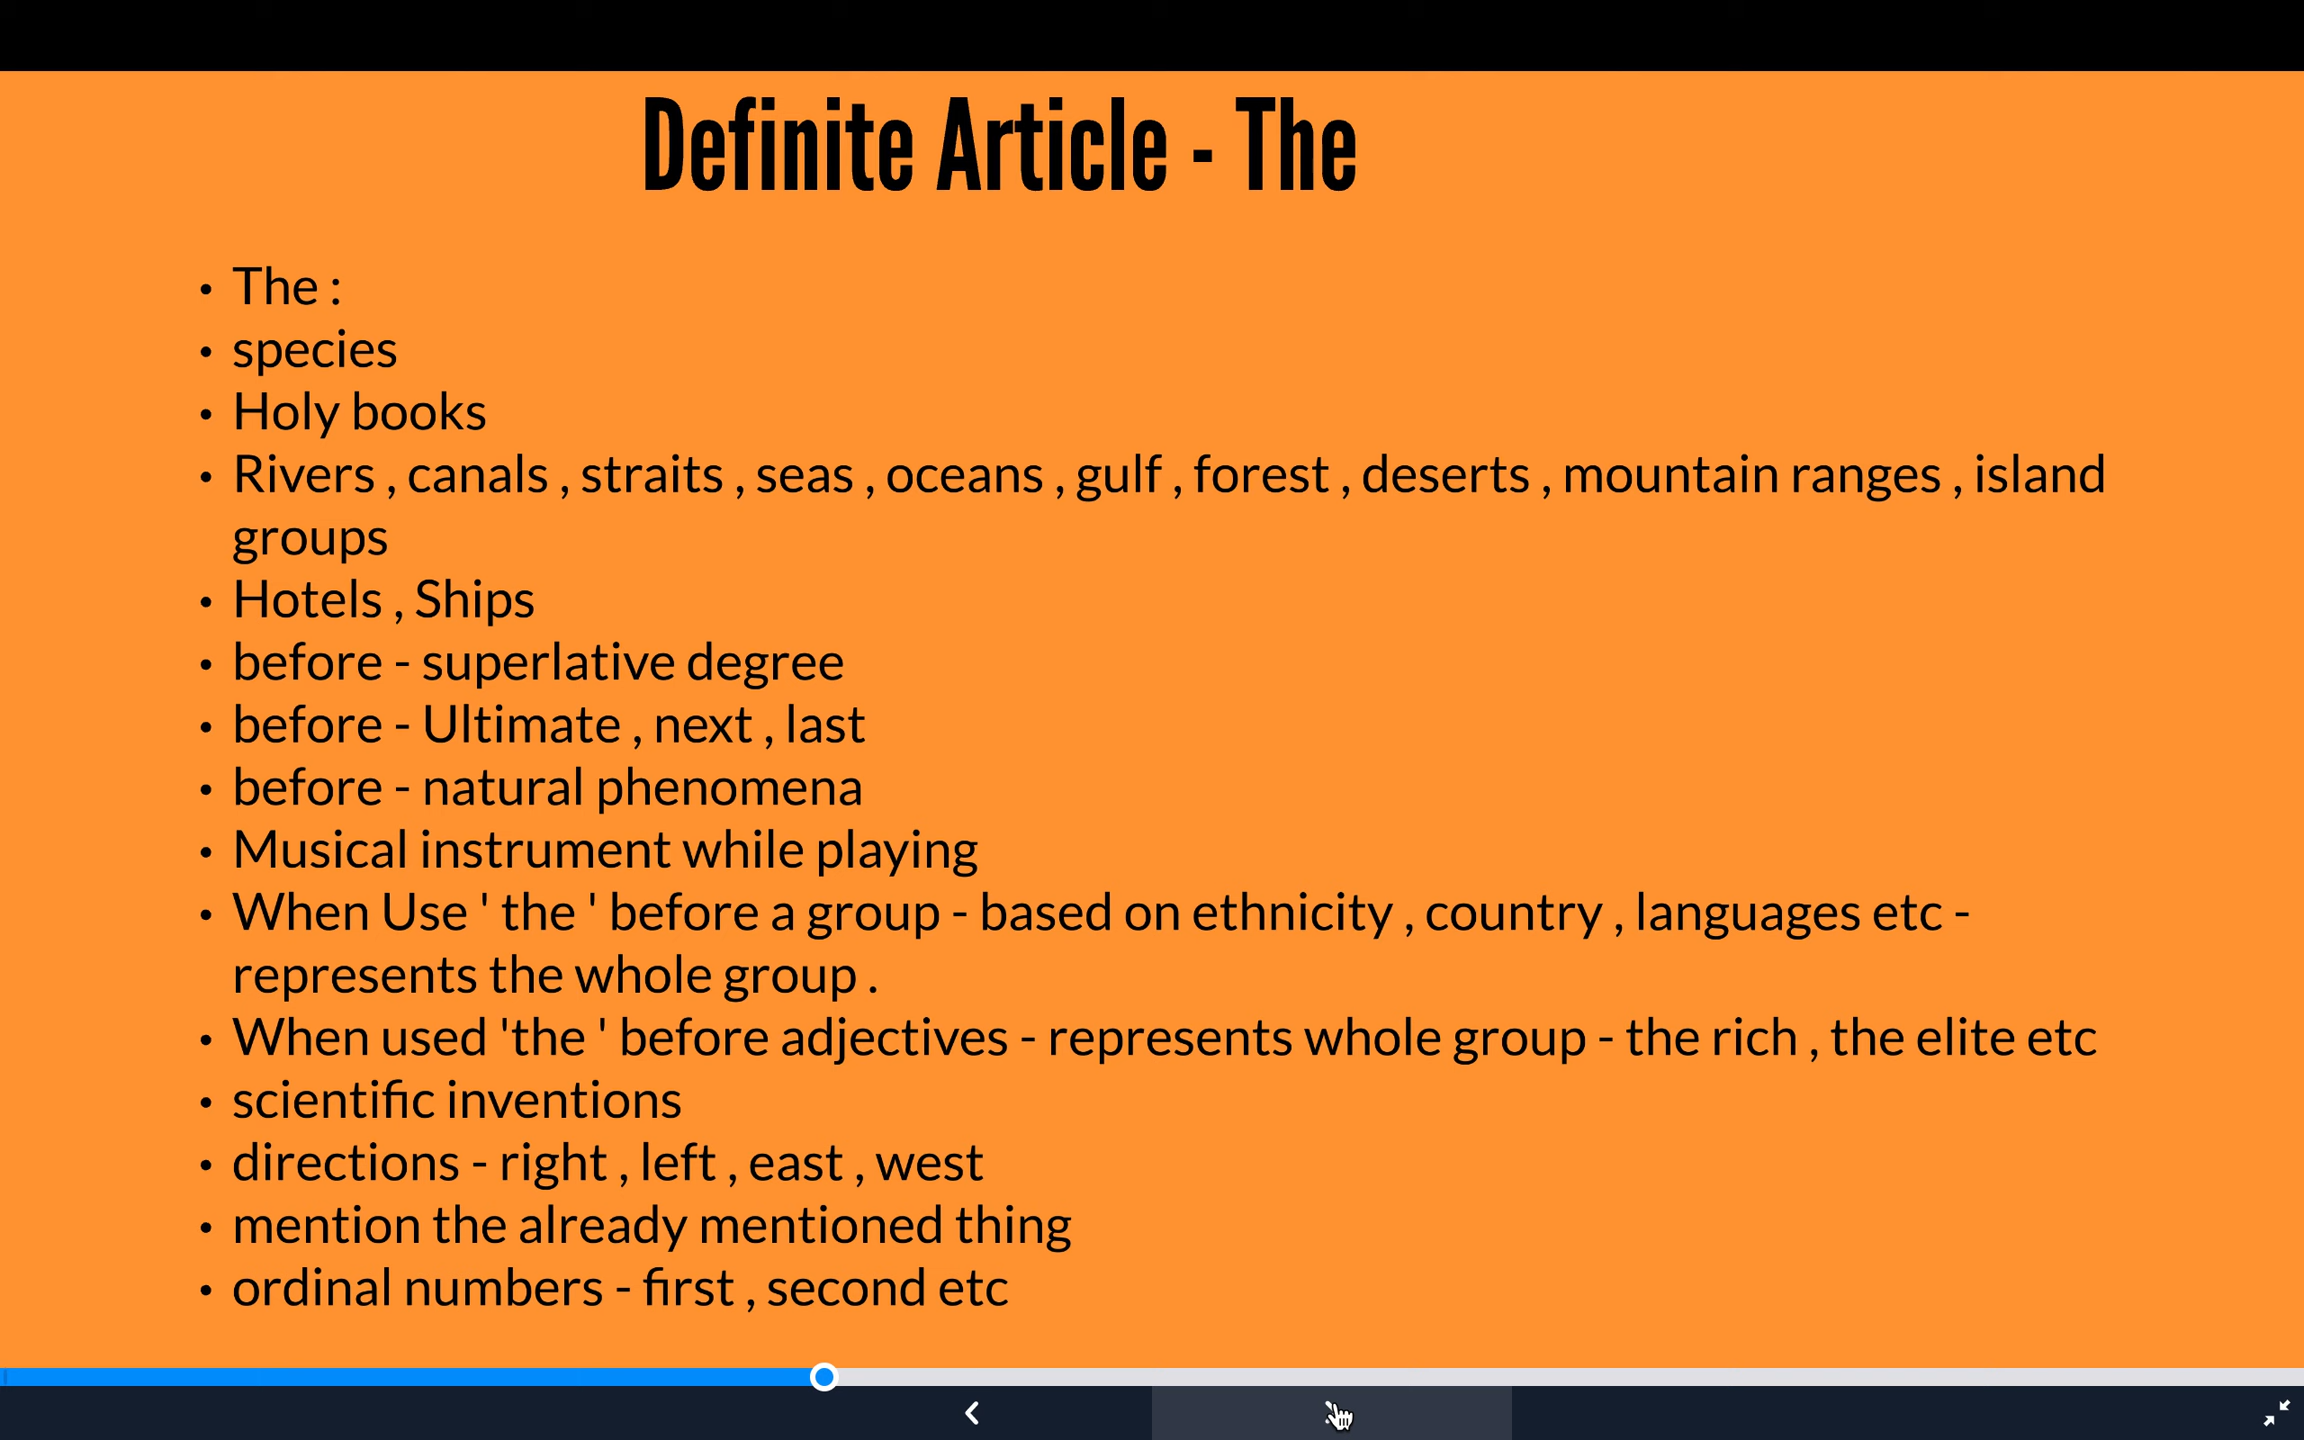 Definite Article - The
• The :
• species
• Holy books
• Rivers , canals , straits , seas , oceans , gulf , forest , deserts , mountain ranges , island
groups
• Hotels , Ships
• before - superlative degree
• before - Ultimate , next , last
• before - natural phenomena
• Musical instrument while playing
• When Use ' the ' before a group - based on ethnicity , country , languages etc -
represents the whole group .
• When used 'the ' before adjectives - represents whole group - the rich , the elite etc
• scientific inventions
• directions - right , left , east , west
• mention the already mentioned thing
• ordinal numbers - first , second etc